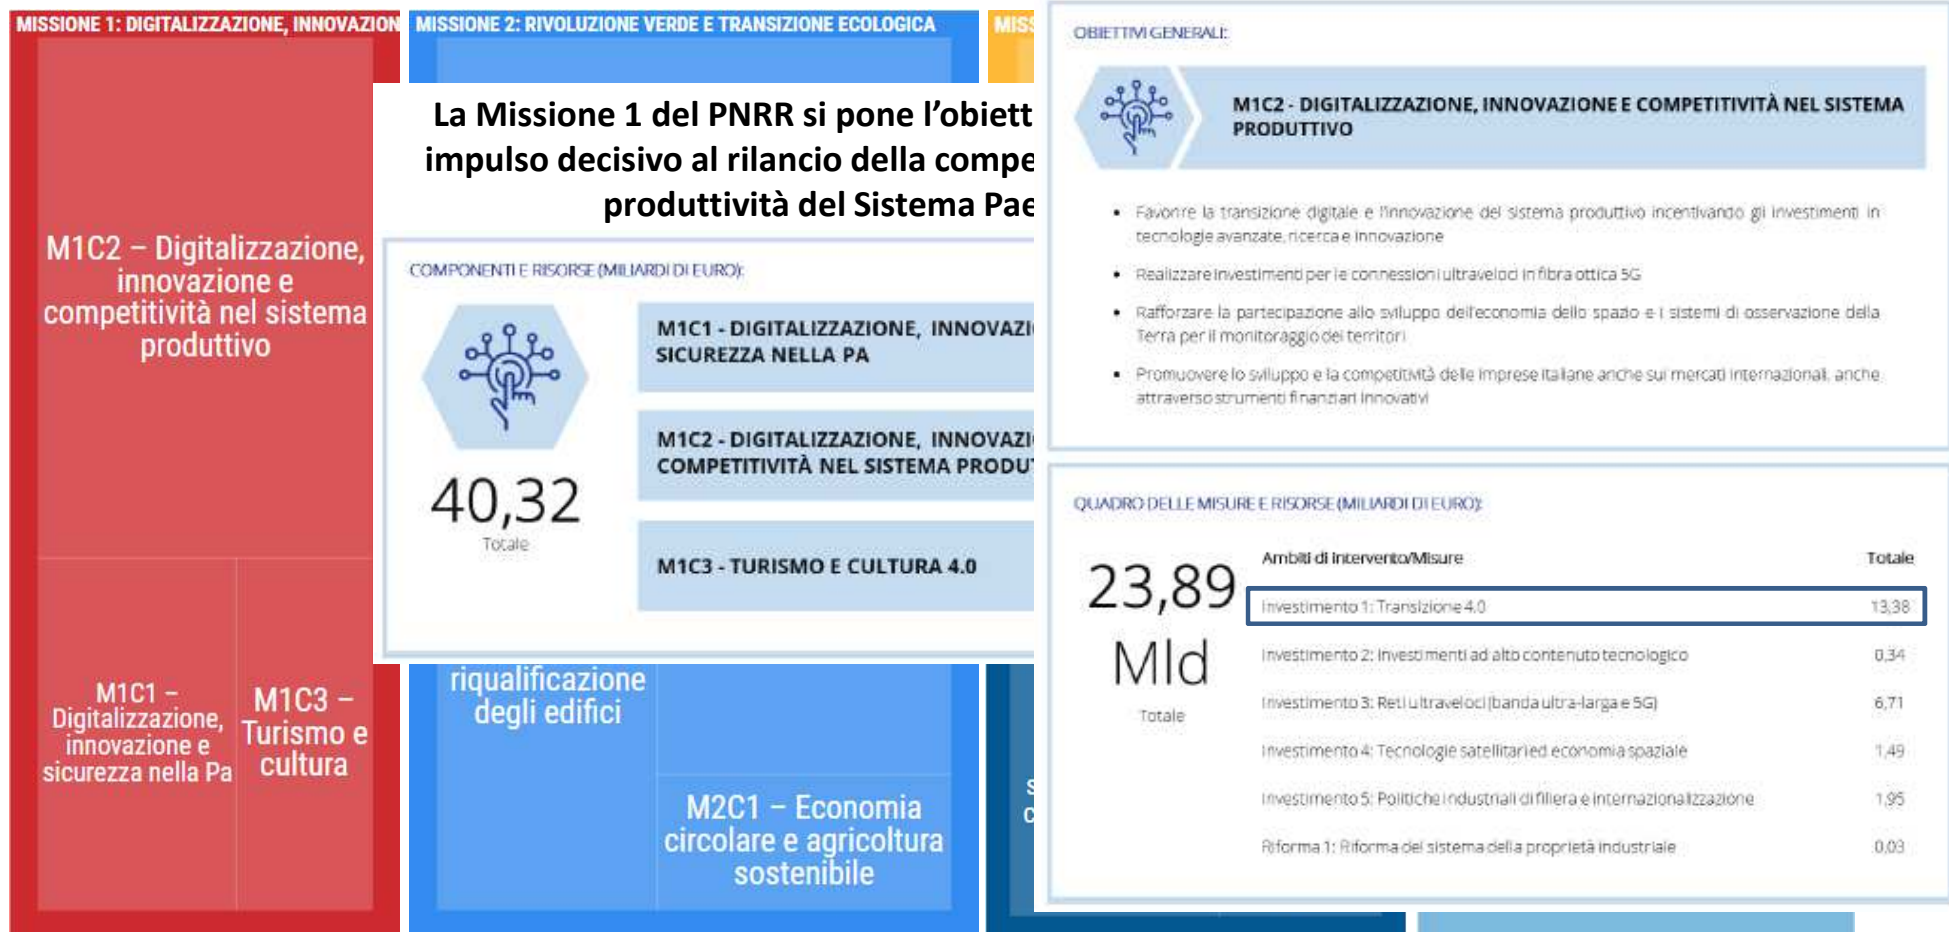 MISSIONE 1: DIGITALIZZAZIONE, INNOVAZION
M1C2 – Digitalizzazione,
innovazione e
competitività nel sistema
produttivo
M1C1 –
Digitalizzazione,
innovazione e
sicurezza nella Pa
M1C3 –
Turismo e
cultura
MISSIONE 2: RIVOLUZIONE VERDE E TRANSIZIONE ECOLOGICA
riqualificazione
degli edifici
M2C1 – Economia
circolare e agricoltura
sostenibile
MISS
La Missione 1 del PNRR si pone l'obiett
impulso decisivo al rilancio della compe
produttività del Sistema Pae
COMPONENTI E RISORSE (MILIARDI DI EURO):
40,32
Totale
M1C1 - DIGITALIZZAZIONE, INNOVAZI
SICUREZZA NELLA PA
M1C2 - DIGITALIZZAZIONE, INNOVAZI
COMPETITIVITÀ NEL SISTEMA PRODU
M1C3 - TURISMO E CULTURA 4.0
OBIETTIVI GENERALI:
M1C2 - DIGITALIZZAZIONE, INNOVAZIONE E COMPETITIVITÀ NEL SISTEMA
PRODUTTIVO
• Favorire la transizione digitale e l'innovazione del sistema produttivo incentivando gli investimenti in
tecnologie avanzate, ricerca e innovazione
• Realizzare investimenti per le connessioni ultraveloci in fibra ottica 5G
• Rafforzare la partecipazione allo sviluppo dell'economia dello spazio e i sistemi di osservazione della
Terra per il monitoraggio dei territori
• Promuovere lo sviluppo e la competitività delle imprese italiane anche sui mercati internazionali, anche
attraverso strumenti finanziari innovativi
QUADRO DELLE MISURE E RISORSE (MILIARDI DI EURO):
23,89
Mld
Totale
Ambiti di intervento/Misure Totale
Investimento 1: Transizione 4.0 13,38
Investimento 2: Investimenti ad alto contenuto tecnologico 0,34
Investimento 3: Reti ultraveloci (banda ultra-larga e 5G) 6,71
Investimento 4: Tecnologie satellitari ed economia spaziale 1,49
Investimento 5: Politiche industriali di filiera e internazionalizzazione 1,95
Riforma 1: Riforma del sistema della proprietà industriale 0,03